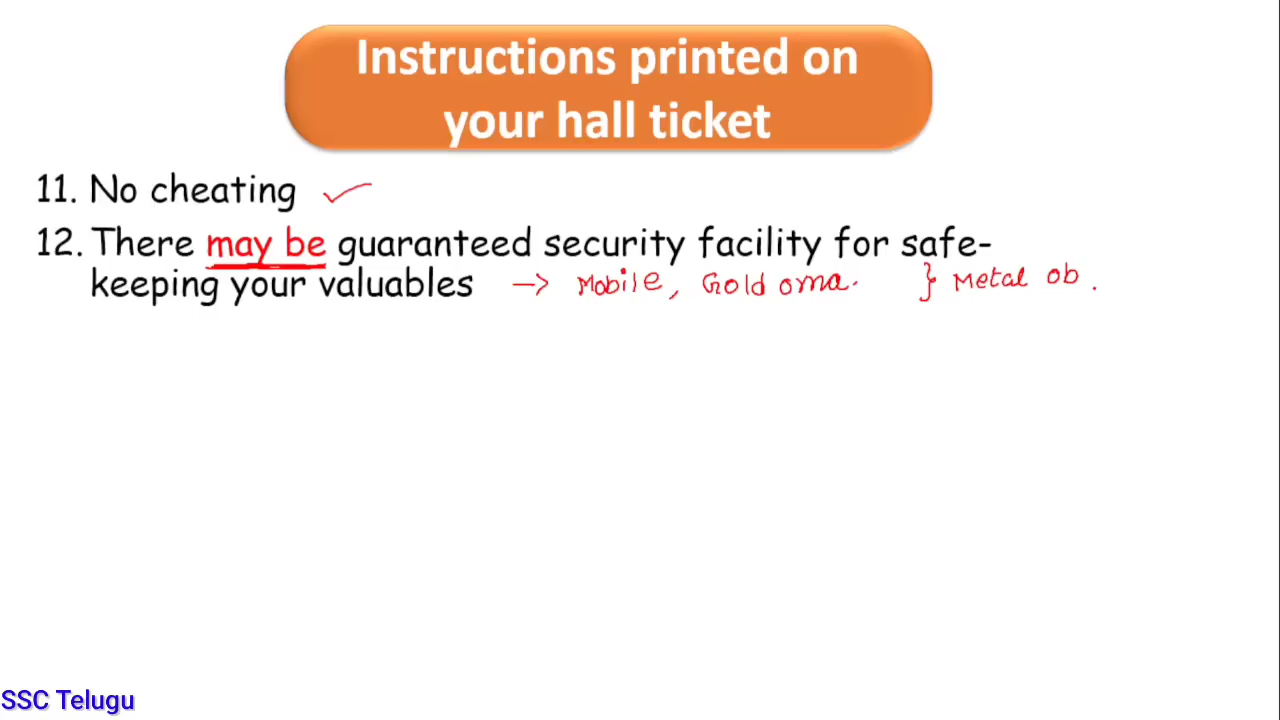 Instructions printed on
your hall ticket
11. No cheating
12. There may be guaranteed security facility for safe-
keeping your valuables → Mobile, Gold orna. } Metal ob.
SSC Telugu